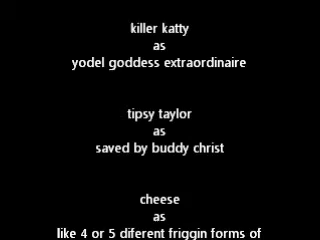 killer katty
as
yodel goddess extraordinaire
tipsy taylor
as
saved by buddy christ
cheese
as
like 4 or 5 diferent friggin forms of